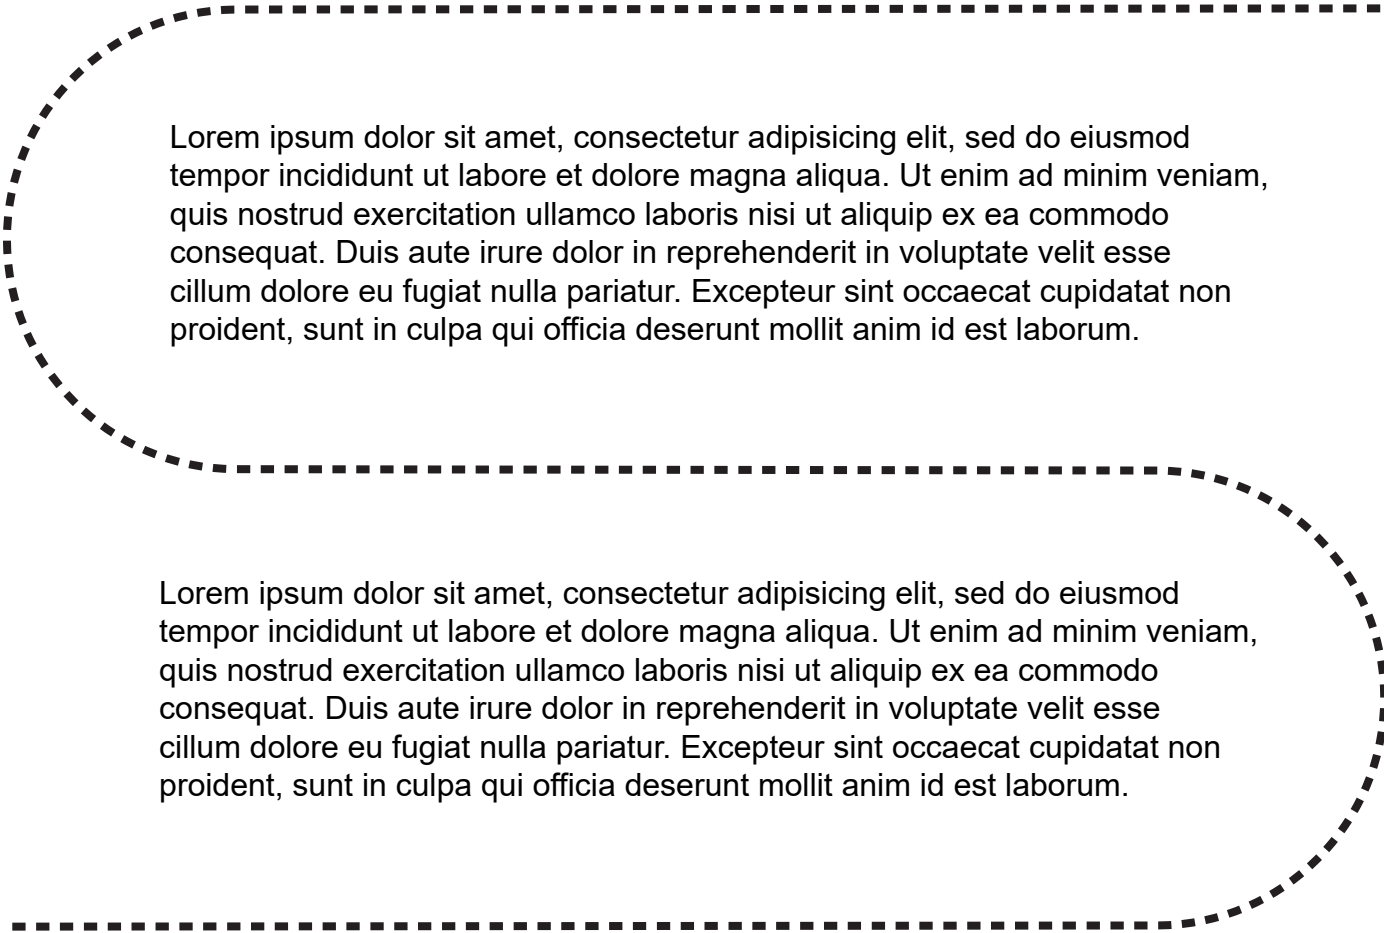 Lorem ipsum dolor sit amet, consectetur adipisicing elit, sed do eiusmod
tempor incididunt ut labore et dolore magna aliqua. Ut enim ad minim veniam,
quis nostrud exercitation ullamco laboris nisi ut aliquip ex ea commodo
consequat. Duis aute irure dolor in reprehenderit in voluptate velit esse
cillum dolore eu fugiat nulla pariatur. Excepteur sint occaecat cupidatat non
proident, sunt in culpa qui officia deserunt mollit anim id est laborum.
Lorem ipsum dolor sit amet, consectetur adipisicing elit, sed do eiusmod
tempor incididunt ut labore et dolore magna aliqua. Ut enim ad minim veniam,
quis nostrud exercitation ullamco laboris nisi ut aliquip ex ea commodo
consequat. Duis aute irure dolor in reprehenderit in voluptate velit esse
cillum dolore eu fugiat nulla pariatur. Excepteur sint occaecat cupidatat non
proident, sunt in culpa qui officia deserunt mollit anim id est laborum.